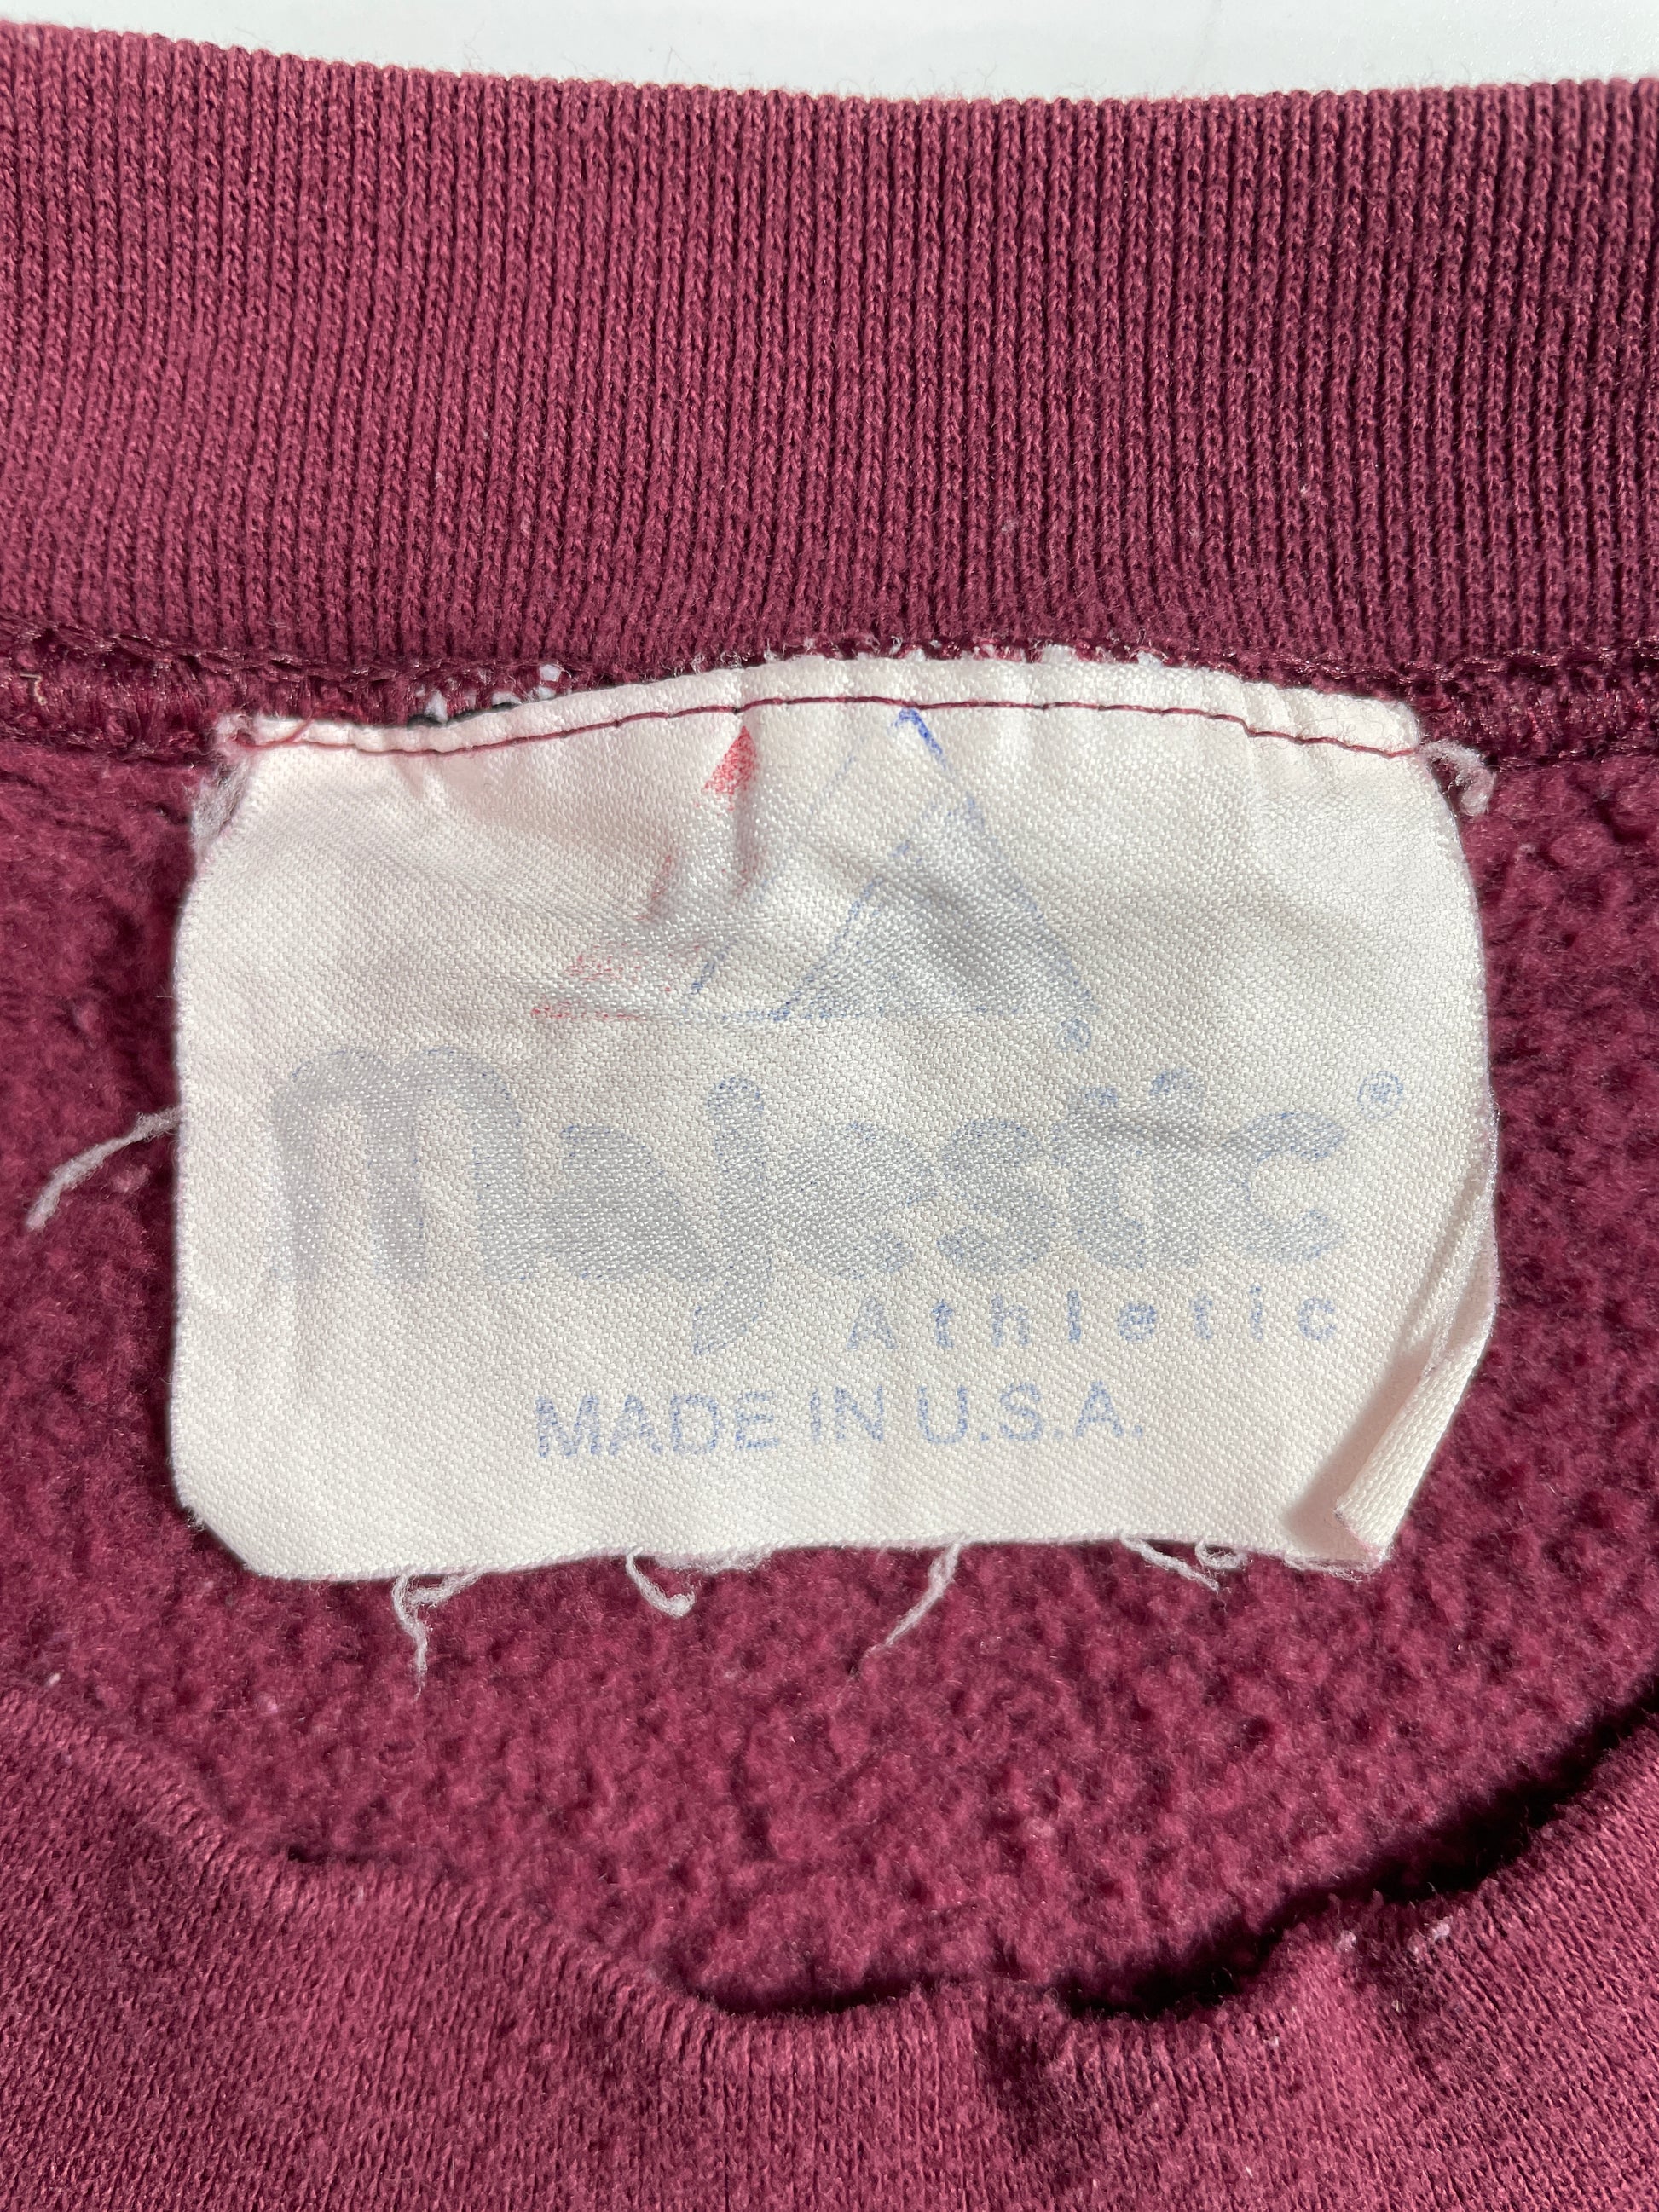 ®
Majestic®
Athletic
MADE IN U.S.A.